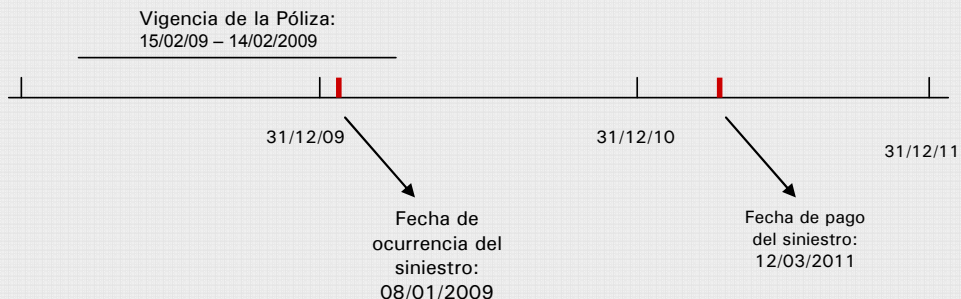 Vigencia de la Póliza:
15/02/09 – 14/02/2009
31/12/09
31/12/10
31/12/11
Fecha de
ocurrencia del
siniestro:
08/01/2009
Fecha de pago
del siniestro:
12/03/2011